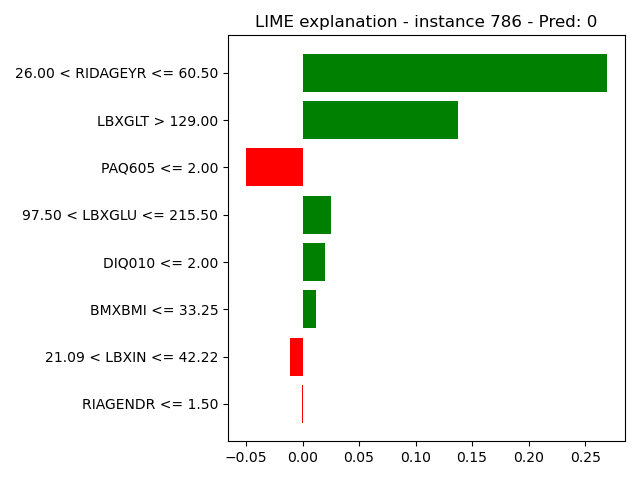 LIME explanation - instance 786 - Pred: 0
26.00 < RIDAGEYR <= 60.50
LBXGLT > 129.00
PAQ605 <= 2.00
97.50 < LBXGLU <= 215.50
DIQ010 <= 2.00
BMXBMI <= 33.25
21.09 < LBXIN <= 42.22
RIAGENDR <= 1.50
−0.05 0.00 0.05 0.10 0.15 0.20 0.25